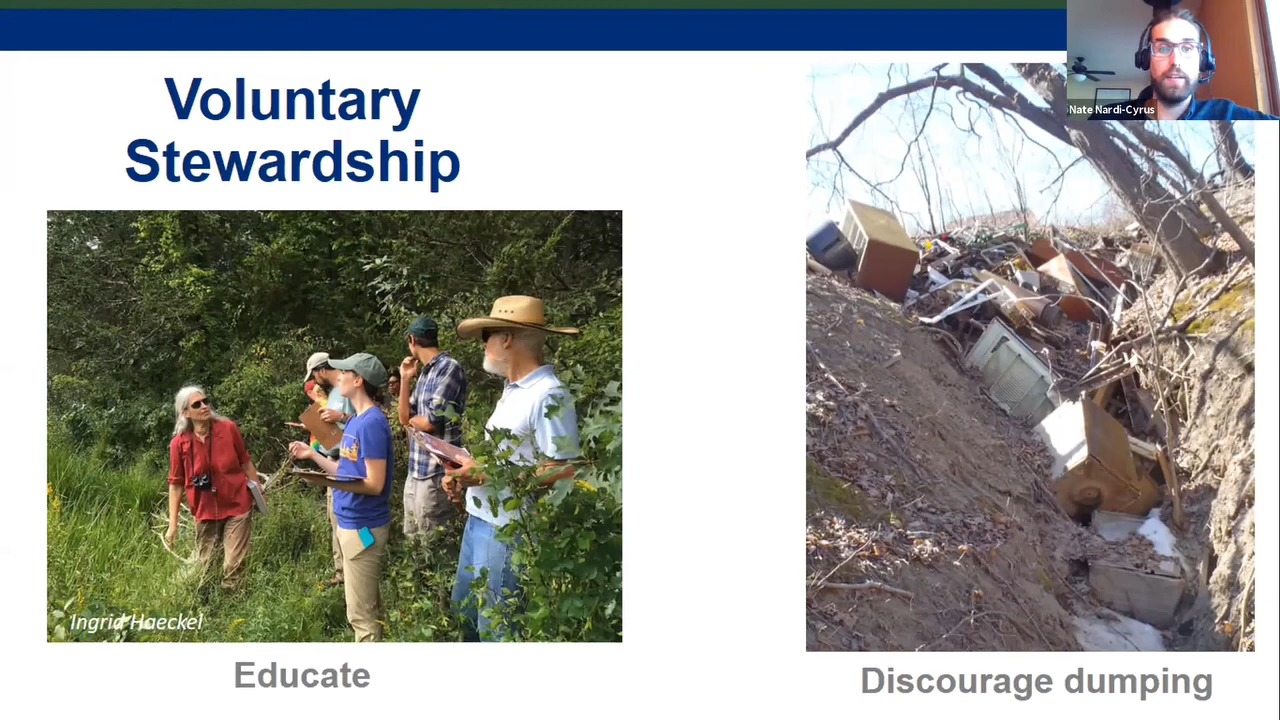 Voluntary
Stewardship
Nate Nardi-Cyrus
Ingrid Haeckel
Educate
Discourage dumping